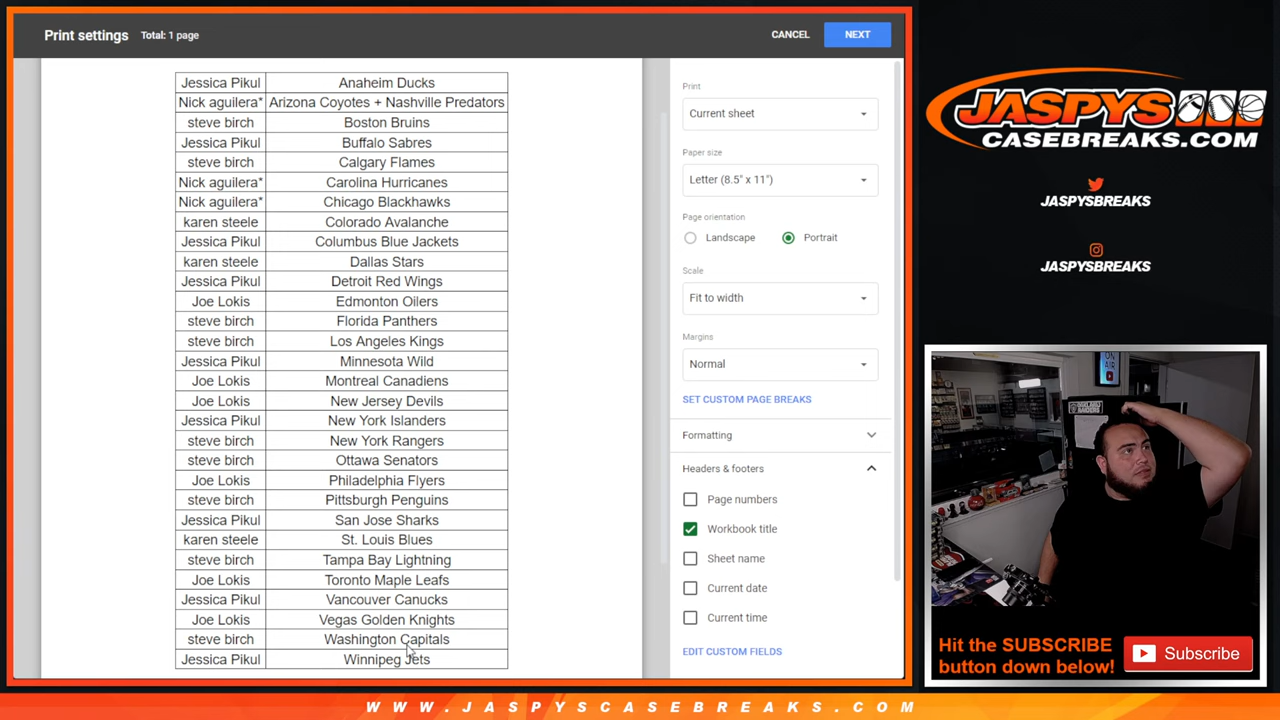 Print settings Total: 1 page CANCEL NEXT
Jessica Pikul Anaheim Ducks
Nick aguilera* Arizona Coyotes + Nashville Predators
steve birch Boston Bruins
Jessica Pikul Buffalo Sabres
steve birch Calgary Flames
Nick aguilera* Carolina Hurricanes
Nick aguilera* Chicago Blackhawks
karen steele Colorado Avalanche
Jessica Pikul Columbus Blue Jackets
karen steele Dallas Stars
Jessica Pikul Detroit Red Wings
Joe Lokis Edmonton Oilers
steve birch Florida Panthers
steve birch Los Angeles Kings
Jessica Pikul Minnesota Wild
Joe Lokis Montreal Canadiens
Joe Lokis New Jersey Devils
Jessica Pikul New York Islanders
steve birch New York Rangers
steve birch Ottawa Senators
Joe Lokis Philadelphia Flyers
steve birch Pittsburgh Penguins
Jessica Pikul San Jose Sharks
karen steele St. Louis Blues
steve birch Tampa Bay Lightning
Joe Lokis Toronto Maple Leafs
Jessica Pikul Vancouver Canucks
Joe Lokis Vegas Golden Knights
steve birch Washington Capitals
Jessica Pikul Winnipeg Jets
Print
Current sheet
Paper size
Letter (8.5" x 11")
Page orientation
Landscape Portrait
Scale
Fit to width
Margins
Normal
SET CUSTOM PAGE BREAKS
Formatting
Headers & footers
Page numbers
Workbook title
Sheet name
Current date
Current time
EDIT CUSTOM FIELDS
JASPYS
CASEBREAKS.COM
JASPYSBREAKS
JASPYSBREAKS
ON AIR
OAKLAND RAIDERS
Hit the SUBSCRIBE
button down below!
Subscribe
WWW.JASPYSCASEBREAKS.COM